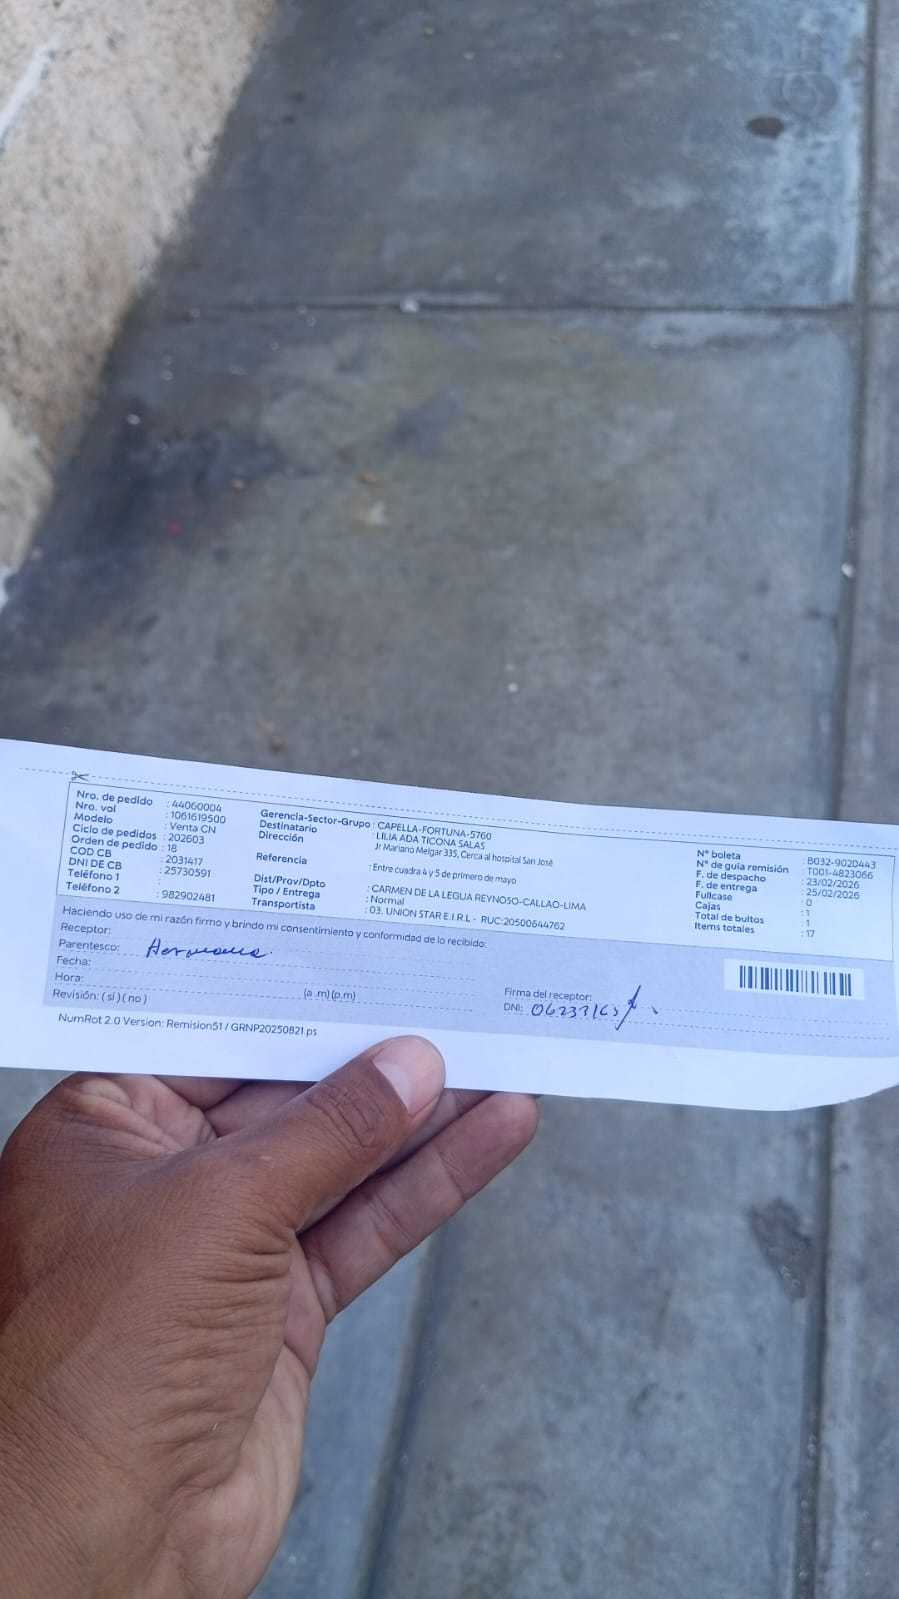 Nro. de pedido : 44060004
Nro. vol : 1061619500
Modelo : Venta CN
Ciclo de pedidos : 202603
Orden de pedido : 18
COD CB : 2031417
DNI DE CB : 25730591
Teléfono 1 :
Teléfono 2 : 982902481
Gerencia-Sector-Grupo : CAPELLA-FORTUNA-5760
Destinatario : LILIA ADA TICONA SALAS
Dirección : Jr Mariano Melgar 335, Cerca al hospital San José
Referencia : Entre cuadra 4 y 5 de primero de mayo
Dist/Prov/Dpto : CARMEN DE LA LEGUA REYNOSO-CALLAO-LIMA
Tipo / Entrega : Normal
Transportista : 03. UNION STAR E.I.R.L - RUC:20500644762
N° boleta : B032-9020443
N° de guía remisión : T001-4823066
F. de despacho : 23/02/2026
F. de entrega : 25/02/2026
Fullcase : 0
Cajas : 1
Total de bultos : 1
Items totales : 17
Haciendo uso de mi razón firmo y brindo mi consentimiento y conformidad de lo recibido:
Receptor:
Parentesco: Hermana
Fecha:
Hora: (a .m) (p.m)
Revisión: ( sí ) ( no )
Firma del receptor:
DNI:
NumRot 2.0 Version: Remision51 / GRNP20250821.ps